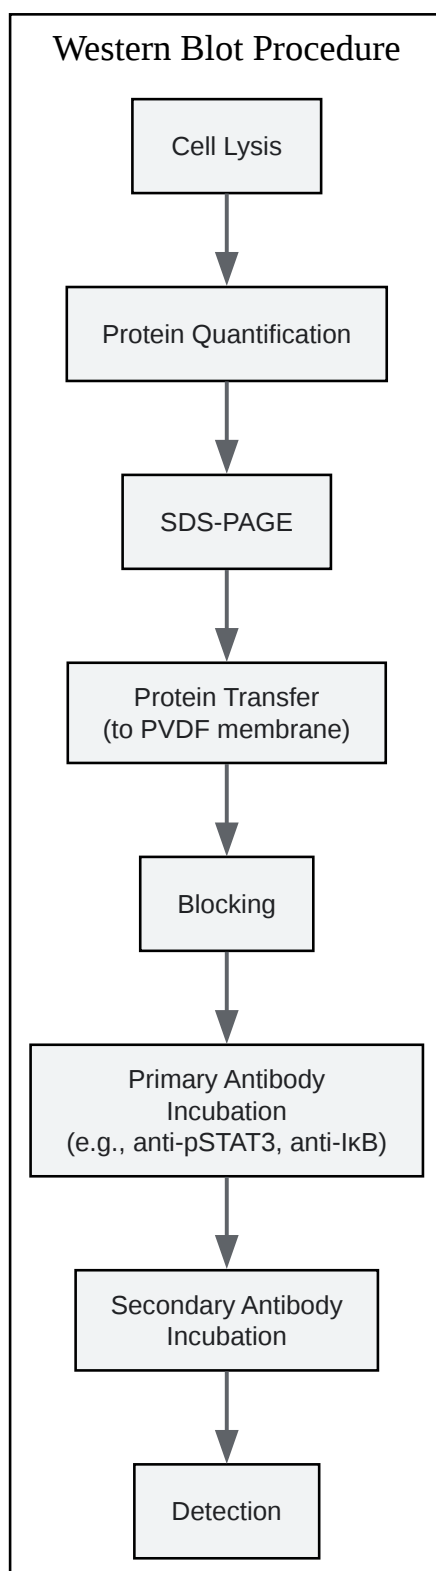 Western Blot Procedure
Cell Lysis
Protein Quantification
SDS-PAGE
Protein Transfer
(to PVDF membrane)
Blocking
Primary Antibody
Incubation
(e.g., anti-pSTAT3, anti-IκB)
Secondary Antibody
Incubation
Detection